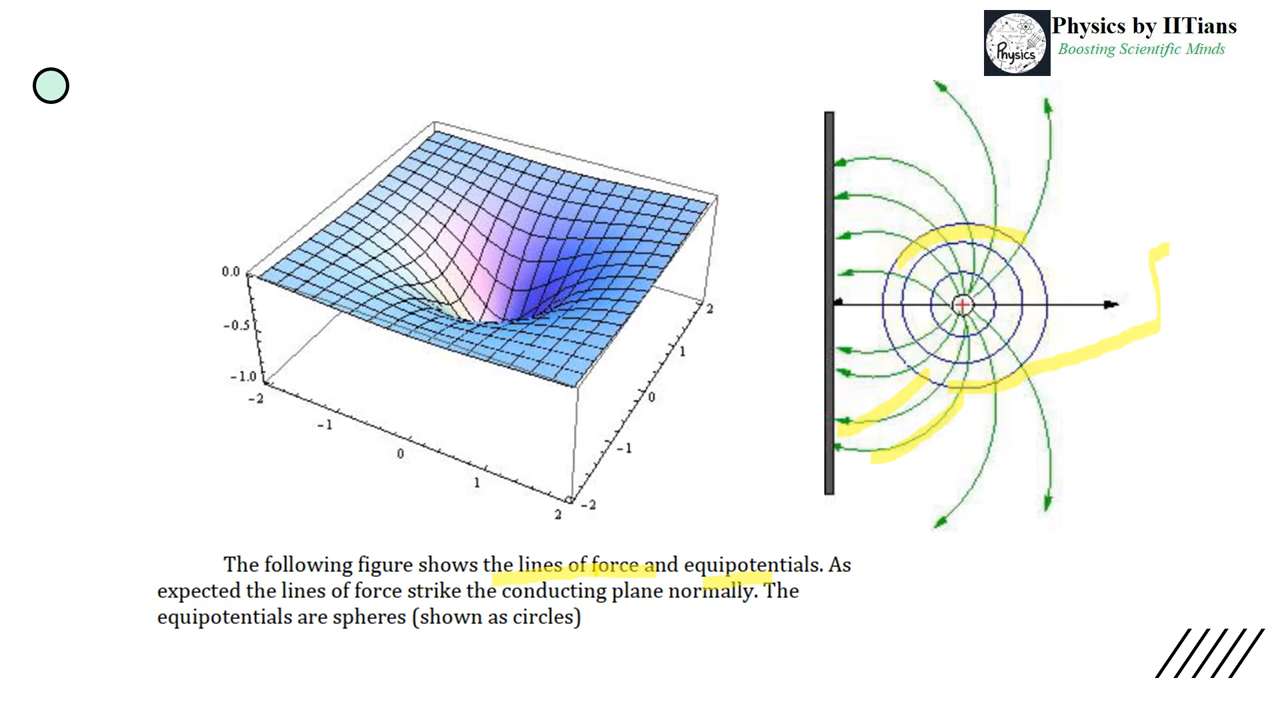 Physics by IITians
Boosting Scientific Minds
Physics
0.0
-0.5
-1.0
-2
-1
0
1
2
2
1
0
-1
-2
+
The following figure shows the lines of force and equipotentials. As
expected the lines of force strike the conducting plane normally. The
equipotentials are spheres (shown as circles)